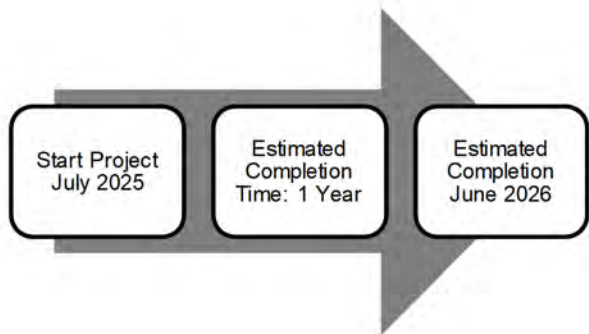 Start Project
July 2025
Estimated
Completion
Time: 1 Year
Estimated
Completion
June 2026